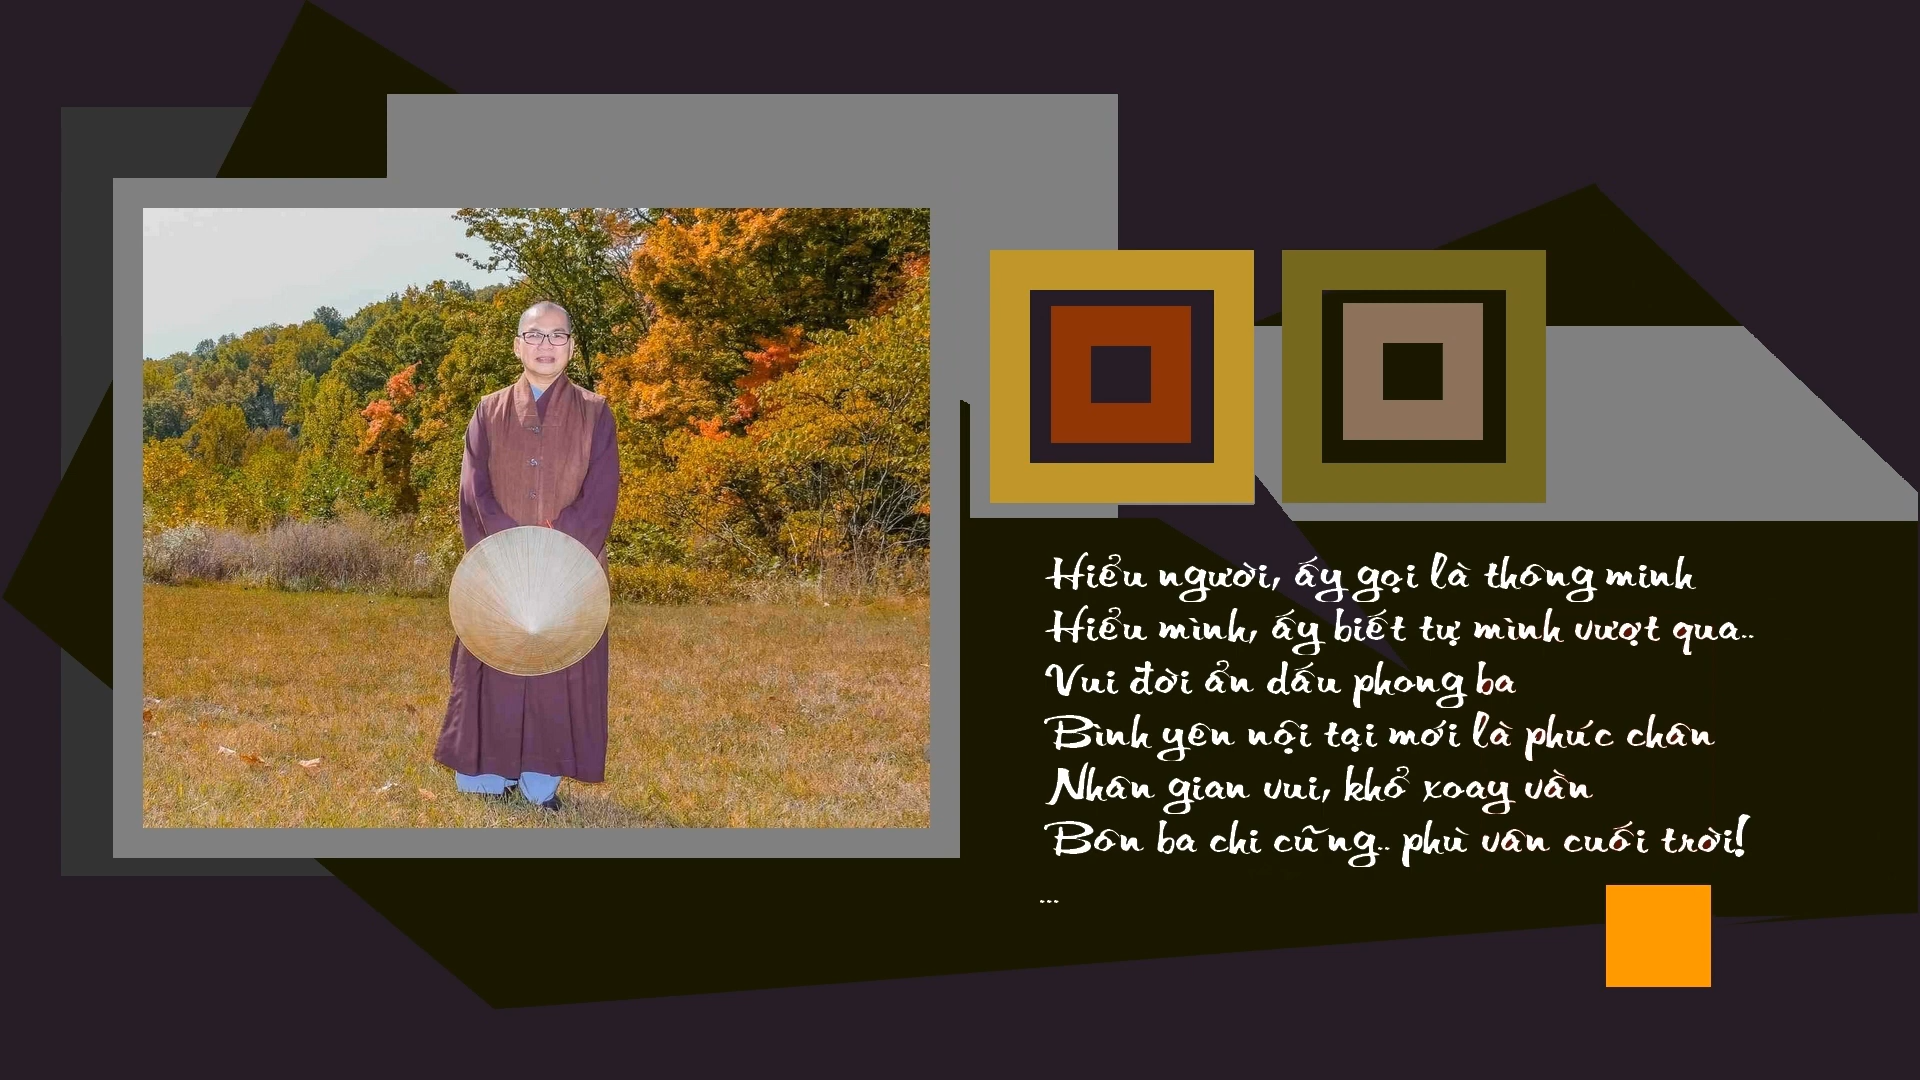 Hiểu người, ấy gọi là thông minh
Hiểu mình, ấy biết tự mình vượt qua..
Vui đời ẩn dấu phong ba
Bình yên nội tại mới là phúc chân
Nhân gian vui, khổ xoay vần
Bôn ba chi cũng.. phù vân cuối trời!
...